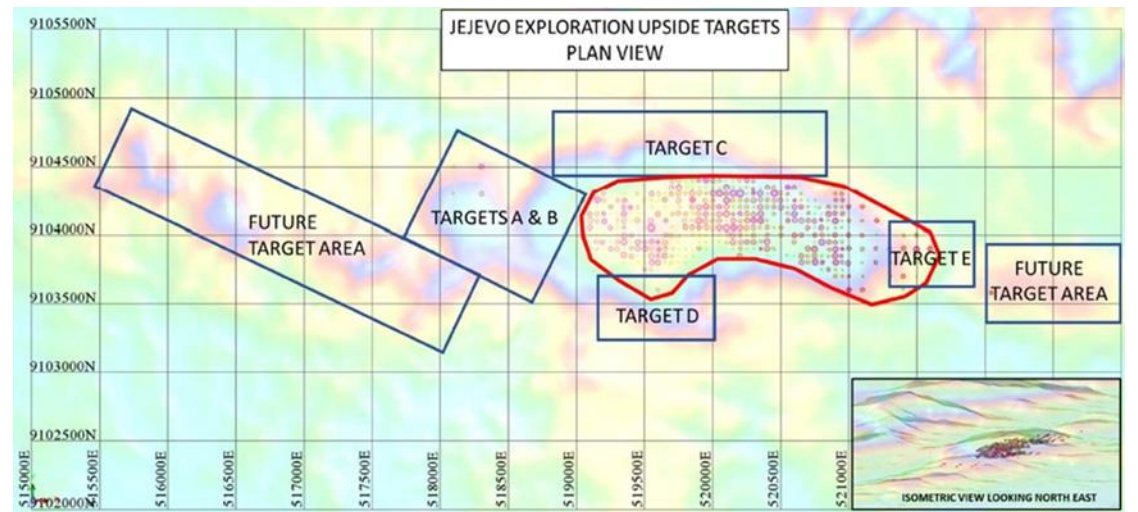 JEJEVO EXPLORATION UPSIDE TARGETS
PLAN VIEW
9105500N
9105000N
9104500N
9104000N
9103500N
9103000N
9102500N
9102000N
TARGET C
TARGETS A & B
FUTURE
TARGET AREA
TARGET E
FUTURE
TARGET AREA
TARGET D
515000E
515500E
516000E
516500E
517000E
517500E
518000E
518500E
519000E
519500E
520000E
520500E
521000E
ISOMETRIC VIEW LOOKING NORTH EAST